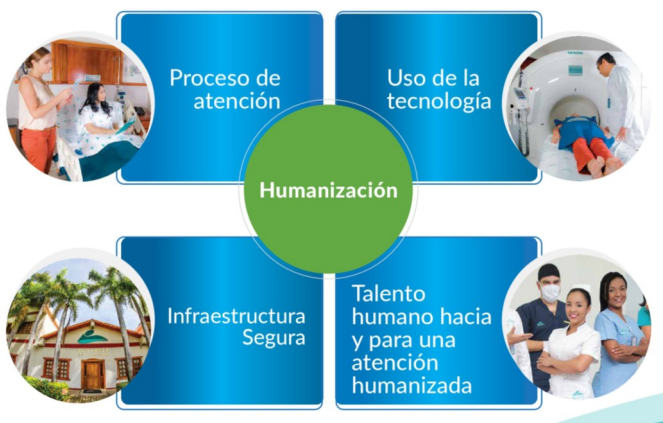 Proceso de
atención
Uso de la
tecnología
Humanización
Infraestructura
Segura
Talento
humano hacia
y para una
atención
humanizada